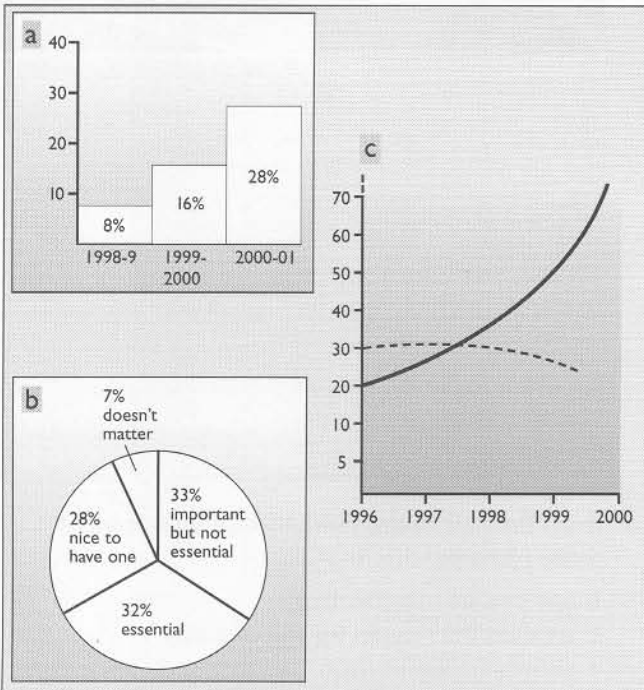 a
40
30
20
10
8%
16%
28%
1998-9
1999-
2000
2000-01
b
7%
doesn't
matter
33%
important
but not
essential
28%
nice to
have one
32%
essential
c
70
60
50
40
30
20
10
5
1996
1997
1998
1999
2000